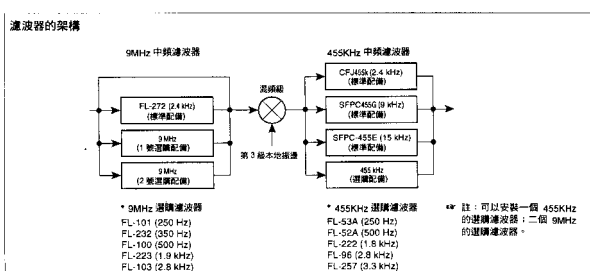 濾波器的架構
9MHz 中頻濾波器
455KHz 中頻濾波器
FL-272 (2.4 kHz)
(標準配備)
9 MHz
(1 號選購配備)
9 MHz
(2 號選購配備)
混頻級
第 3 級本地振盪
CFJ455k (2.4 kHz)
(標準配備)
SFPC455G (9 kHz)
(標準配備)
SFPC-455E (15 kHz)
(標準配備)
455 kHz
(選購配備)
* 9MHz 選購濾波器
FL-101 (250 Hz)
FL-232 (350 Hz)
FL-100 (500 Hz)
FL-223 (1.9 kHz)
FL-103 (2.8 kHz)
* 455KHz 選購濾波器
FL-53A (250 Hz)
FL-52A (500 Hz)
FL-222 (1.8 kHz)
FL-96 (2.8 kHz)
FL-257 (3.3 kHz)
☞ 註：可以安裝一個 455KHz
的選購濾波器；二個 9MHz
的選購濾波器。